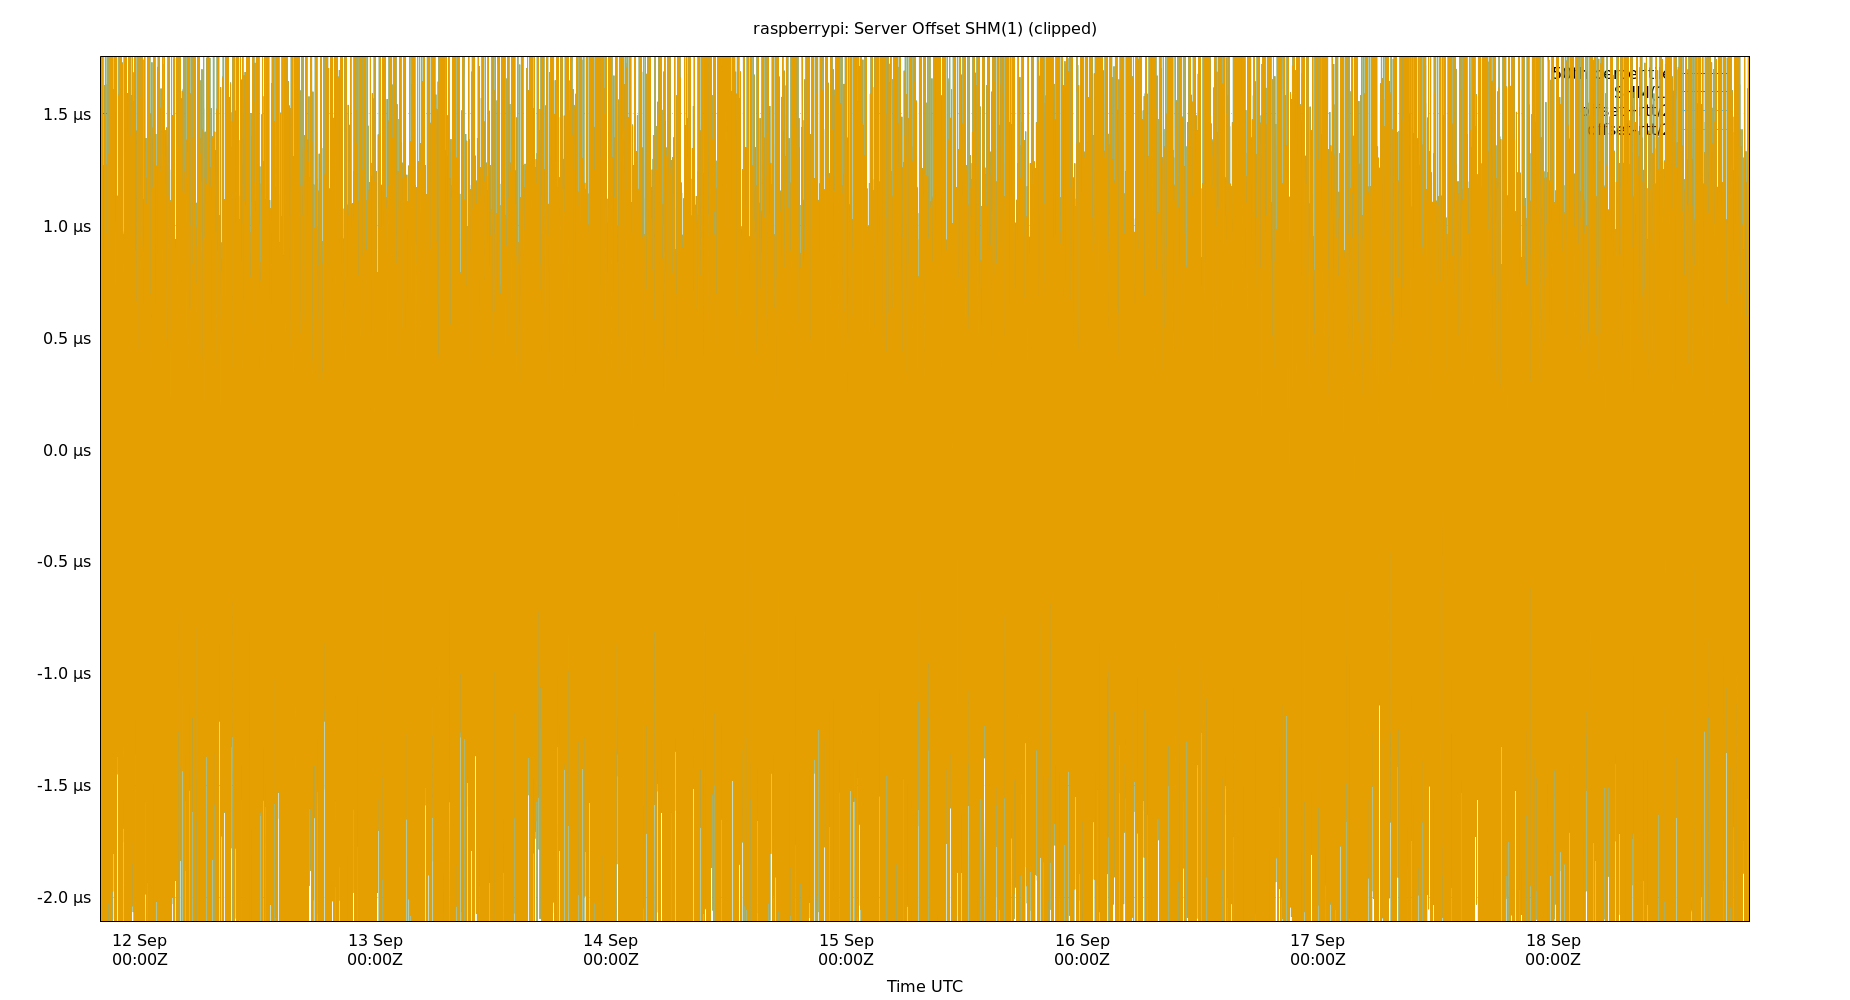 raspberrypi: Server Offset SHM(1) (clipped)
1.5 µs
1.0 µs
0.5 µs
0.0 µs
-0.5 µs
-1.0 µs
-1.5 µs
-2.0 µs
12 Sep 13 Sep 14 Sep 15 Sep 16 Sep 17 Sep 18 Sep
00:00Z 00:00Z 00:00Z 00:00Z 00:00Z 00:00Z 00:00Z
Time UTC